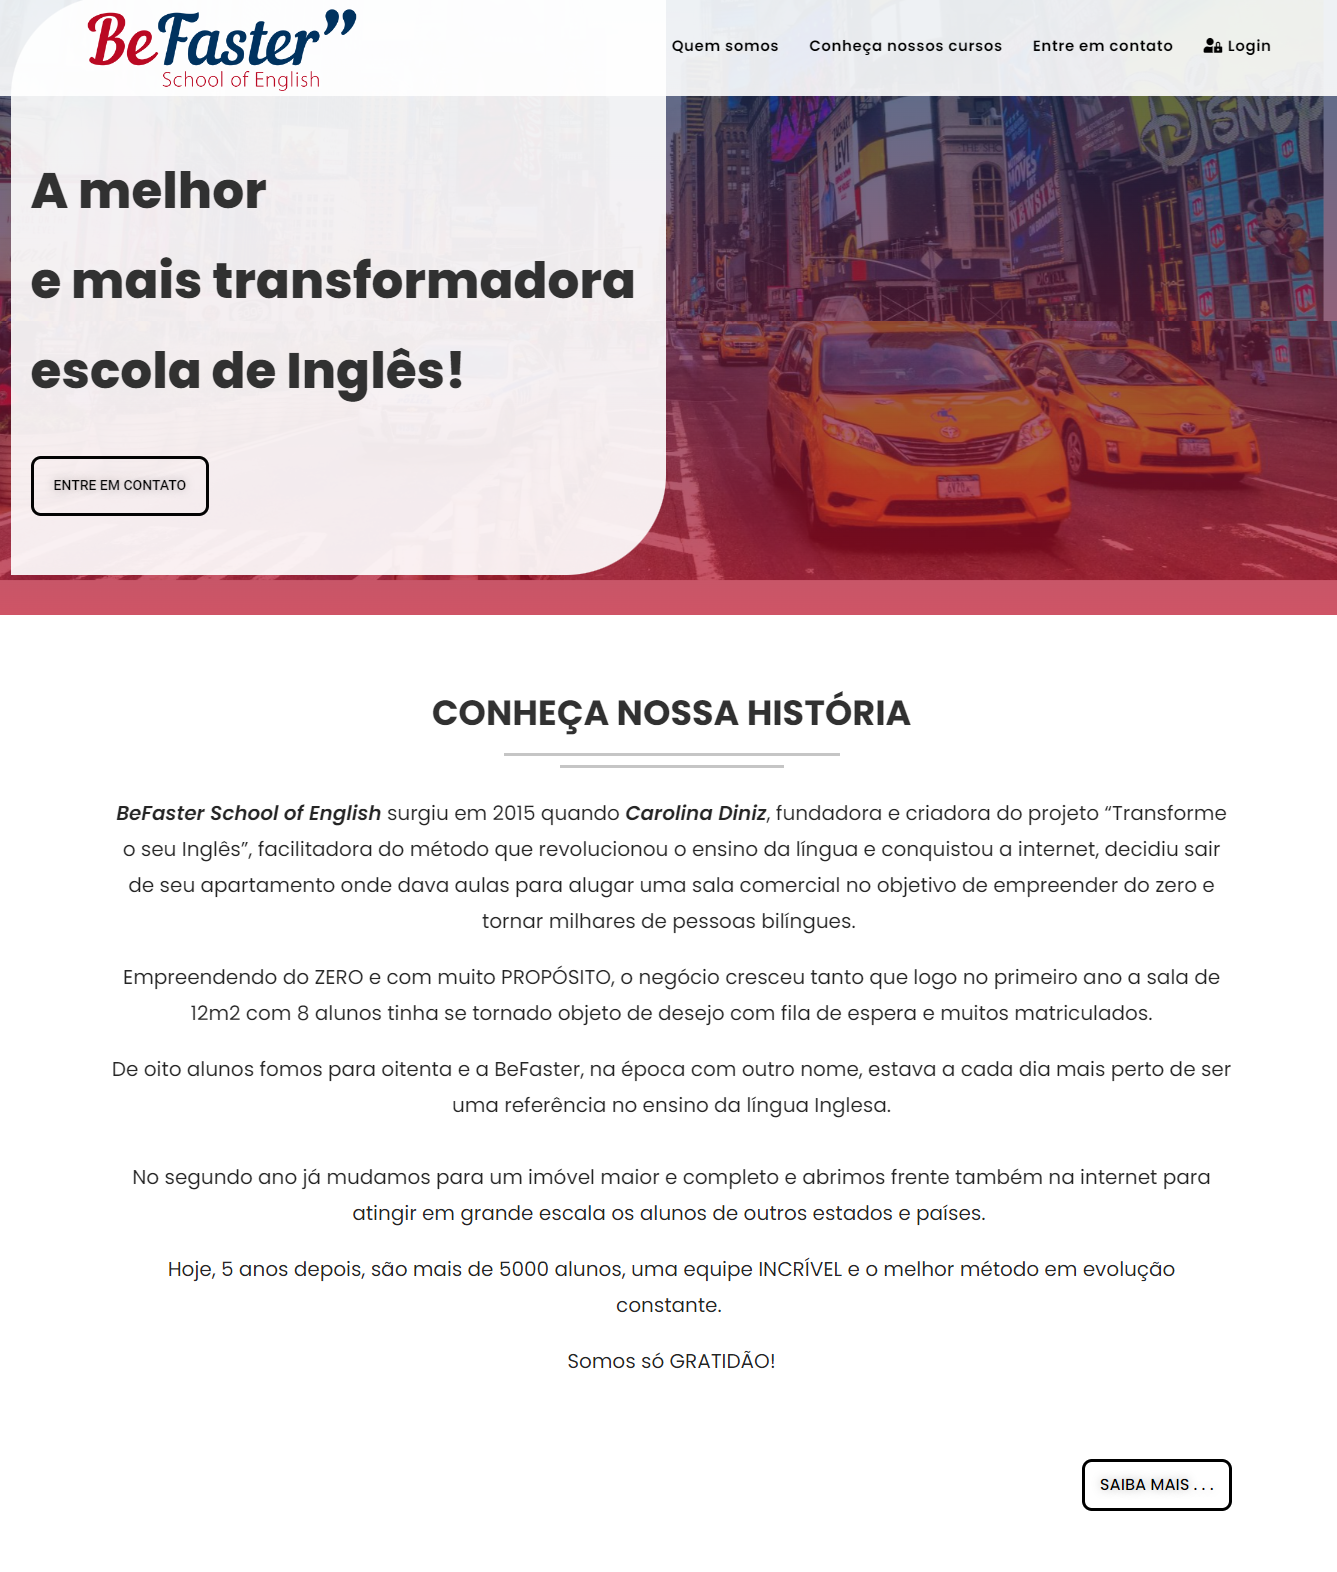 BeFaster”
School of English
Quem somos Conheça nossos cursos Entre em contato Login
A melhor
e mais transformadora
escola de Inglês!
ENTRE EM CONTATO
DISNEY
LEVI
MOVES
NEWSIES
CONHEÇA NOSSA HISTÓRIA
BeFaster School of English surgiu em 2015 quando Carolina Diniz, fundadora e criadora do projeto “Transforme
o seu Inglês”, facilitadora do método que revolucionou o ensino da língua e conquistou a internet, decidiu sair
de seu apartamento onde dava aulas para alugar uma sala comercial no objetivo de empreender do zero e
tornar milhares de pessoas bilíngues.
Empreendendo do ZERO e com muito PROPÓSITO, o negócio cresceu tanto que logo no primeiro ano a sala de
12m2 com 8 alunos tinha se tornado objeto de desejo com fila de espera e muitos matriculados.
De oito alunos fomos para oitenta e a BeFaster, na época com outro nome, estava a cada dia mais perto de ser
uma referência no ensino da língua Inglesa.
No segundo ano já mudamos para um imóvel maior e completo e abrimos frente também na internet para
atingir em grande escala os alunos de outros estados e países.
Hoje, 5 anos depois, são mais de 5000 alunos, uma equipe INCRÍVEL e o melhor método em evolução
constante.
Somos só GRATIDÃO!
SAIBA MAIS . . .